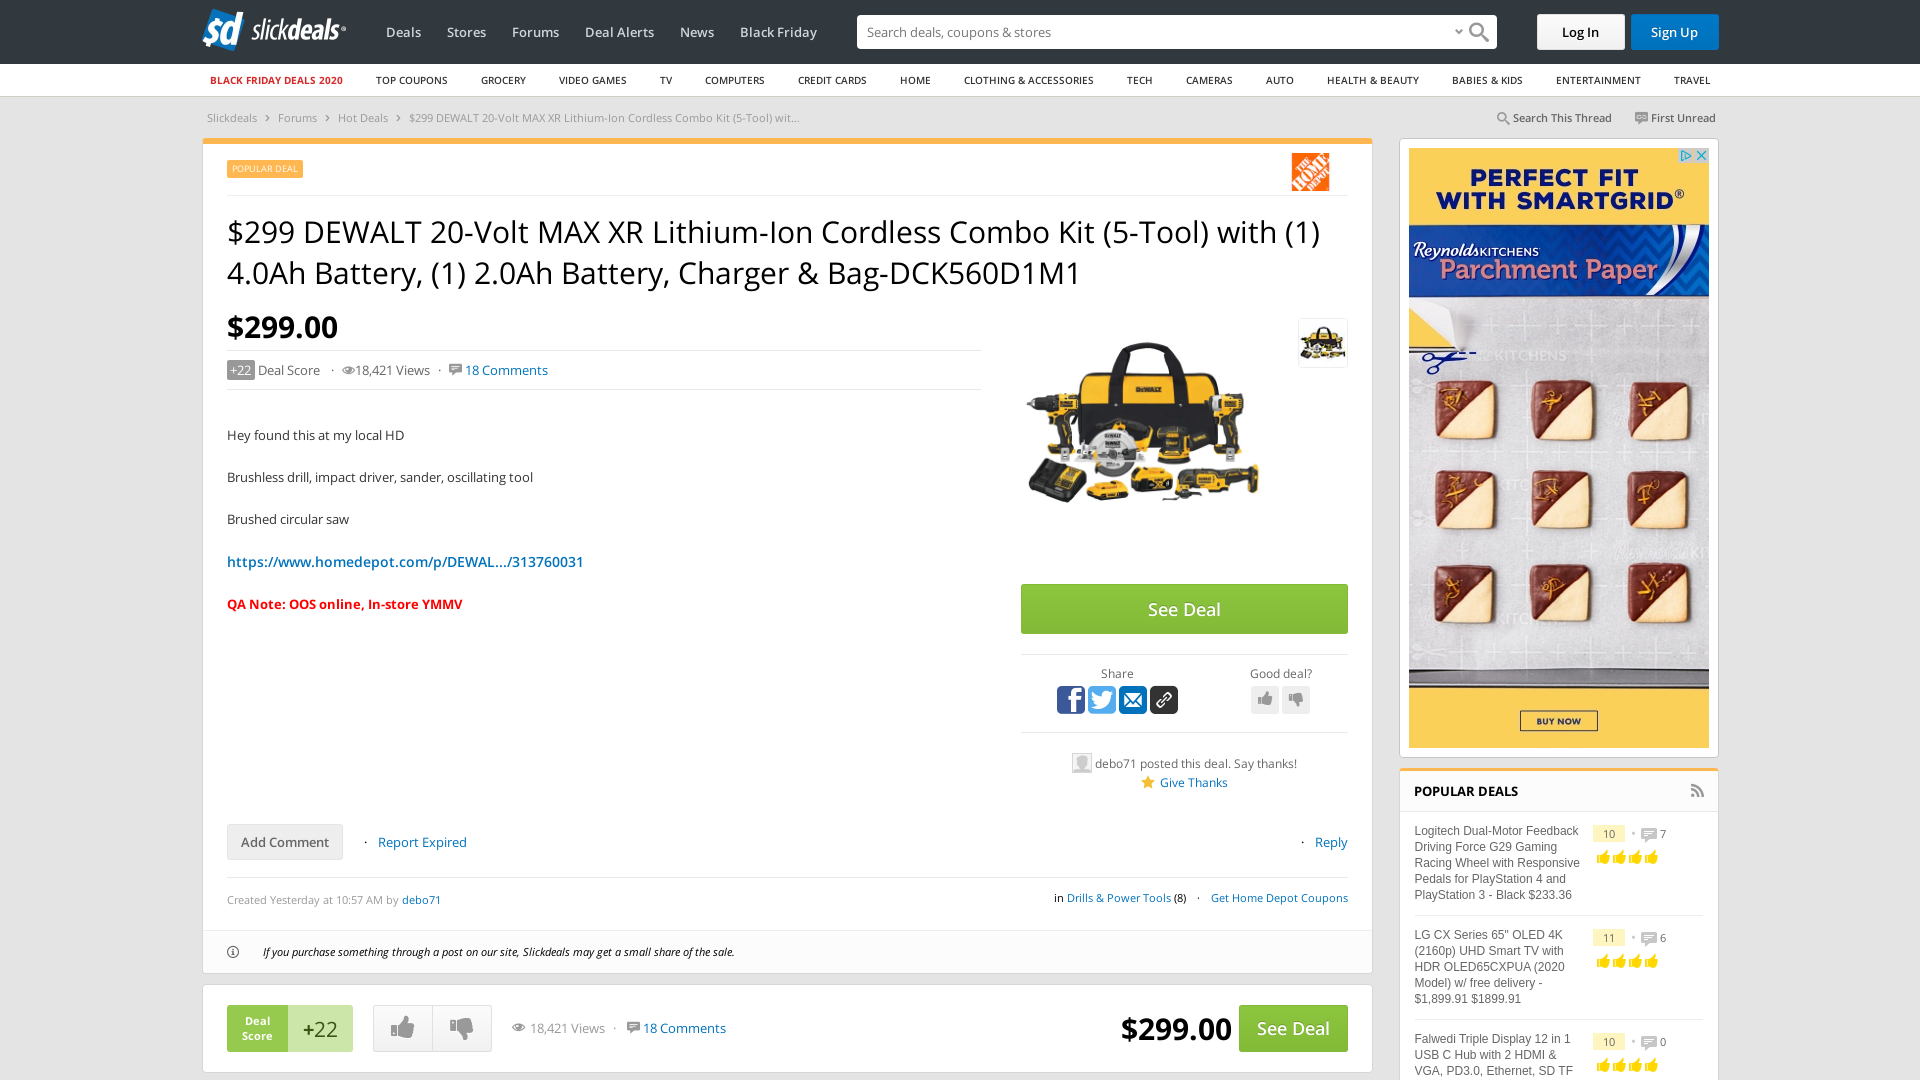 slickdeals
Deals
Stores
Forums
Deal Alerts
News
Black Friday
Search deals, coupons & shops
Log In
Sign Up
BLACK FRIDAY DEALS 2020
TOP COUPONS
GROCERY
VIDEO GAMES
TV
COMPUTERS
CREDIT CARDS
HOME
CLOTHING & ACCESSORIES
TECH
CAMERAS
AUTO
HEALTH & BEAUTY
BABIES & KIDS
ENTERTAINMENT
TRAVEL
Slickdeals > Forums > Hot Deals > $299 DEWALT 20-Volt MAX XR Lithium-Ion Cordless Combo Kit (5-Tool) wit...
Search This Thread
First Unread
POPULAR DEAL
THE HOME DEPOT
$299 DEWALT 20-Volt MAX XR Lithium-Ion Cordless Combo Kit (5-Tool) with (1)
4.0Ah Battery, (1) 2.0Ah Battery, Charger & Bag-DCK560D1M1
$299.00
+22 Deal Score · 18,421 Views · 18 Comments
Hey found this at my local HD
Brushless drill, impact driver, sander, oscillating tool
Brushed circular saw
https://www.homedepot.com/p/DEWAL.../313760031
QA Note: OOS online, In-store YMMV
DEWALT
See Deal
Share
Good deal?
debo71 posted this deal. Say thanks!
Give Thanks
Add Comment
· Report Expired
· Reply
Created Yesterday at 10:57 AM by debo71
in Drills & Power Tools (8) · Get Home Depot Coupons
If you purchase something through a post on our site, Slickdeals may get a small share of the sale.
Deal
Score
+22
18,421 Views · 18 Comments
$299.00
See Deal
PERFECT FIT
WITH SMARTGRID®
Reynolds KITCHENS
Parchment Paper
KITCHENS
BUY NOW
POPULAR DEALS
Logitech Dual-Motor Feedback
Driving Force G29 Gaming
Racing Wheel with Responsive
Pedals for PlayStation 4 and
PlayStation 3 - Black $233.36
10 · 7
LG CX Series 65" OLED 4K
(2160p) UHD Smart TV with
HDR OLED65CXPUA (2020
Model) w/ free delivery -
$1,899.91 $1899.91
11 · 6
Falwedi Triple Display 12 in 1
USB C Hub with 2 HDMI &
VGA, PD3.0, Ethernet, SD TF
10 · 0